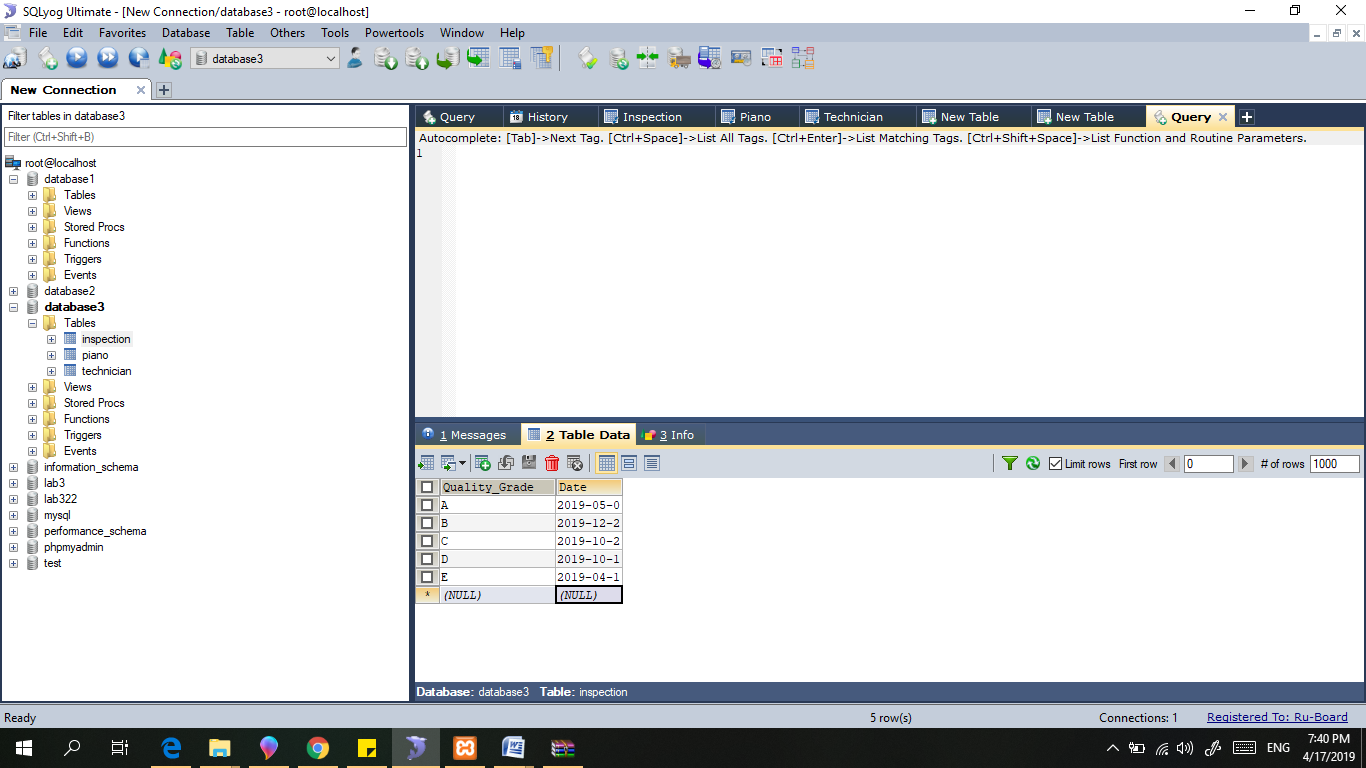 SQLyog Ultimate - [New Connection/database3 - root@localhost]
File Edit Favorites Database Table Others Tools Powertools Window Help
database3
New Connection
Filter tables in database3
Filter (Ctrl+Shift+B)
root@localhost
database1
Tables
Views
Stored Procs
Functions
Triggers
Events
database2
database3
Tables
inspection
piano
technician
Views
Stored Procs
Functions
Triggers
Events
information_schema
lab3
lab322
mysql
performance_schema
phpmyadmin
test
Query History Inspection Piano Technician New Table New Table Query
Autocomplete: [Tab]->Next Tag. [Ctrl+Space]->List All Tags. [Ctrl+Enter]->List Matching Tags. [Ctrl+Shift+Space]->List Function and Routine Parameters.
1
1 Messages 2 Table Data 3 Info
Limit rows First row 0 # of rows 1000
Quality_Grade Date
A 2019-05-0
B 2019-12-2
C 2019-10-2
D 2019-10-1
E 2019-04-1
* (NULL) (NULL)
Database: database3 Table: inspection
Ready 5 row(s) Connections: 1 Registered To: Ru-Board
ENG 7:40 PM
4/17/2019